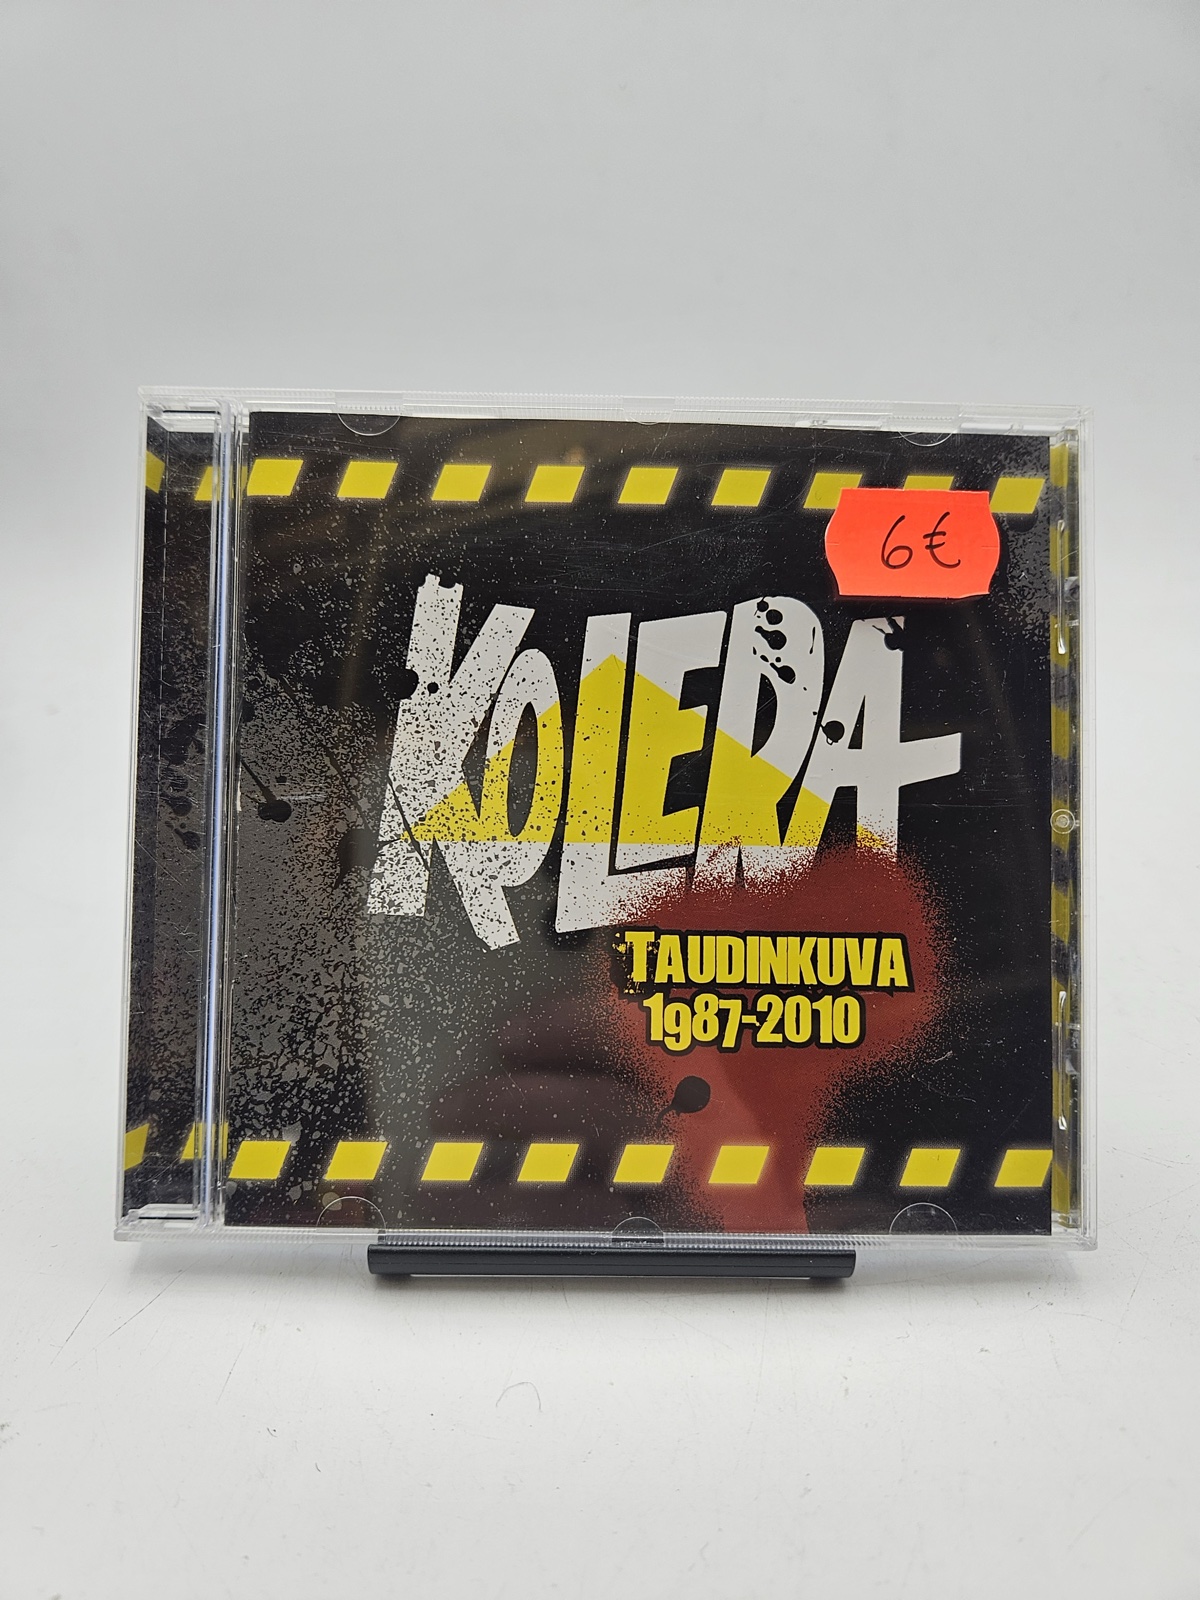 6€
KOLERA
TAUDINKUVA
1987-2010